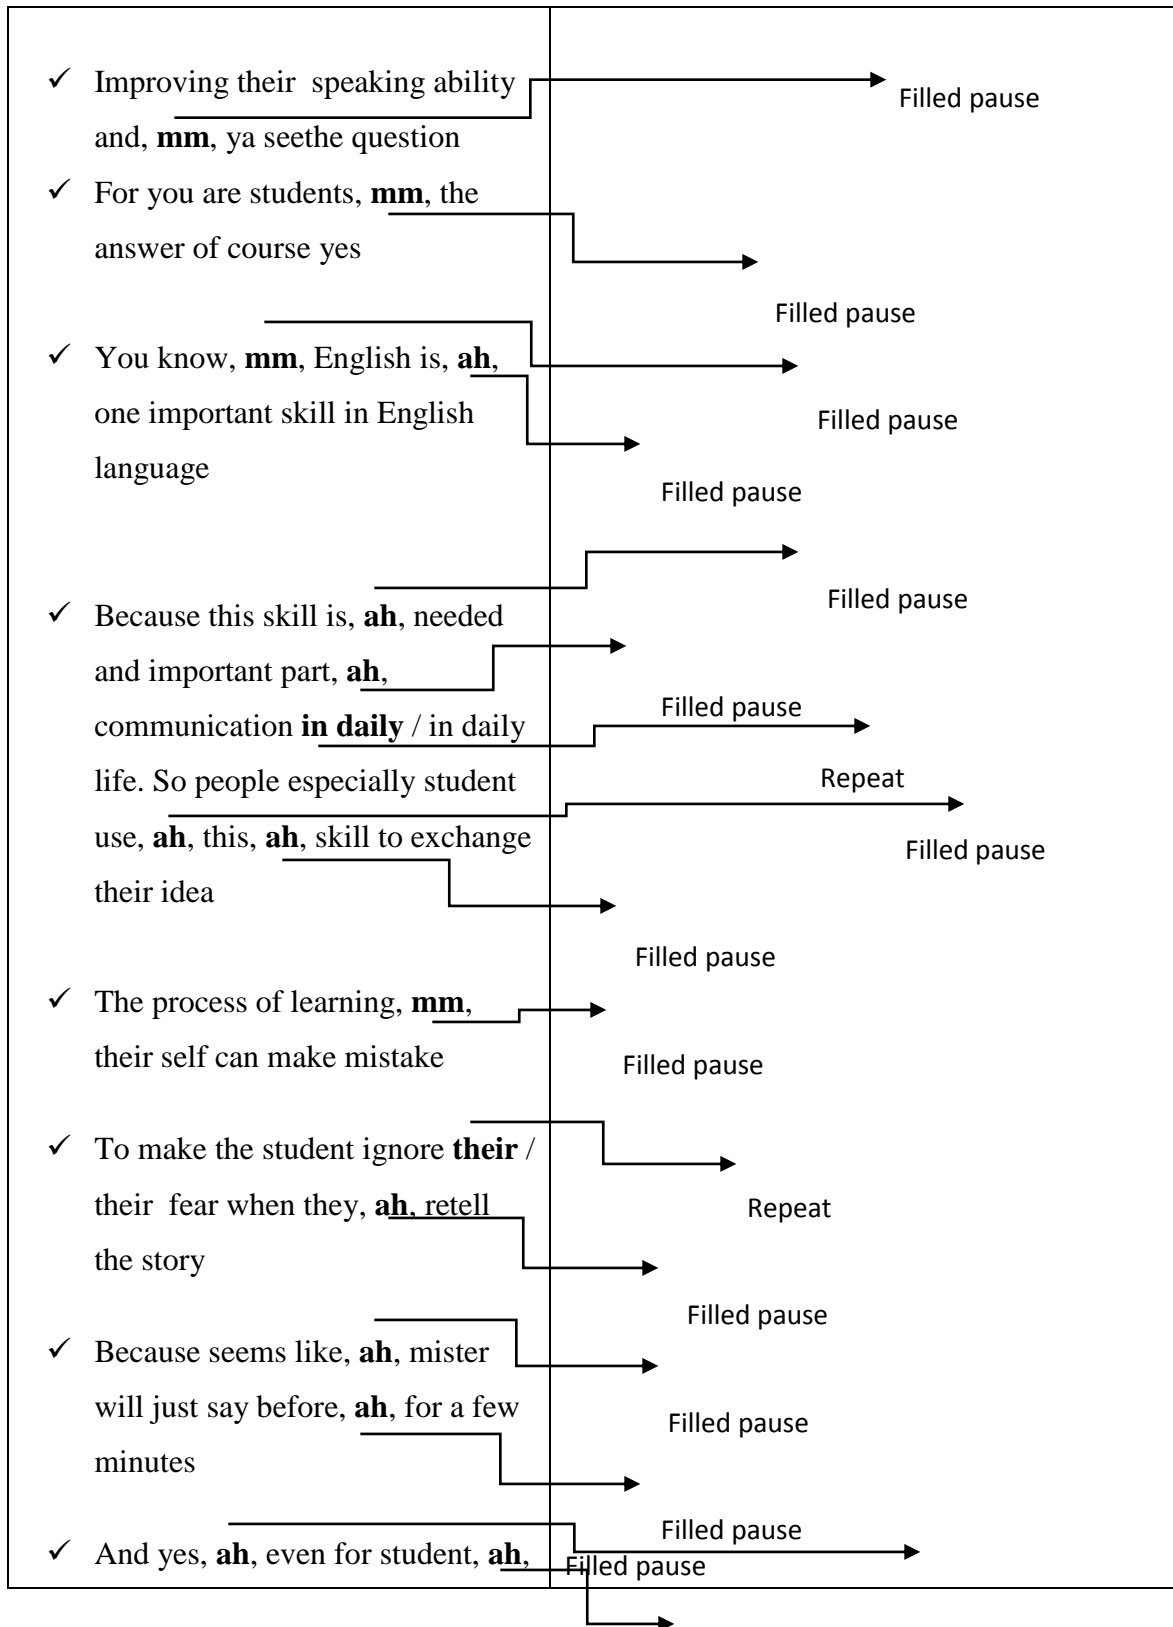 ✓ Improving their speaking ability
Filled pause
and, mm, ya seethe question
✓ For you are students, mm, the
answer of course yes
Filled pause
✓ You know, mm, English is, ah,
one important skill in English
Filled pause
language
Filled pause
Filled pause
✓ Because this skill is, ah, needed
and important part, ah,
Filled pause
communication in daily / in daily
life. So people especially student
Repeat
use, ah, this, ah, skill to exchange
Filled pause
their idea
Filled pause
✓ The process of learning, mm,
their self can make mistake
Filled pause
✓ To make the student ignore their /
their fear when they, ah, retell
Repeat
the story
Filled pause
✓ Because seems like, ah, mister
will just say before, ah, for a few
Filled pause
minutes
Filled pause
✓ And yes, ah, even for student, ah,
Filled pause